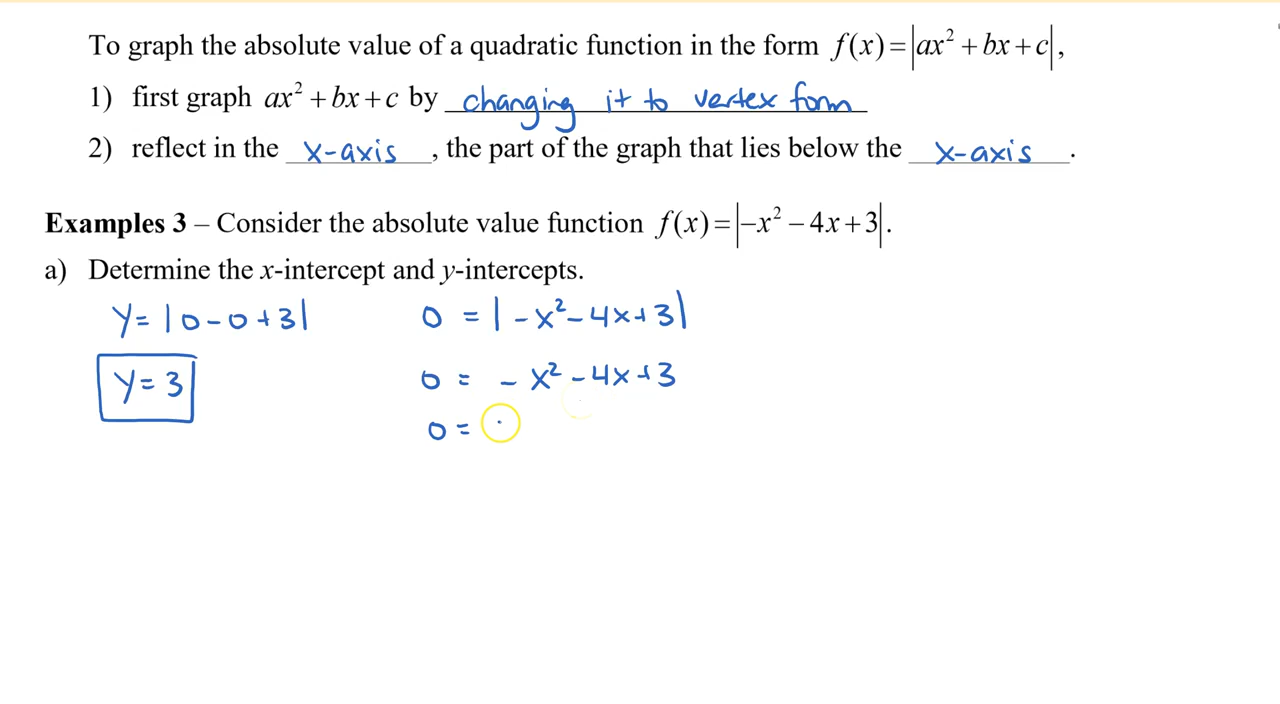 To graph the absolute value of a quadratic function in the form f(x) = |ax² + bx + c|,
1) first graph ax² + bx + c by changing it to vertex form
2) reflect in the x-axis, the part of the graph that lies below the x-axis.
Examples 3 – Consider the absolute value function f(x) = |−x² − 4x + 3|.
a) Determine the x-intercept and y-intercepts.
y = |0 − 0 + 3| 0 = |−x² − 4x + 3|
y = 3 0 = −x² − 4x + 3
0 =